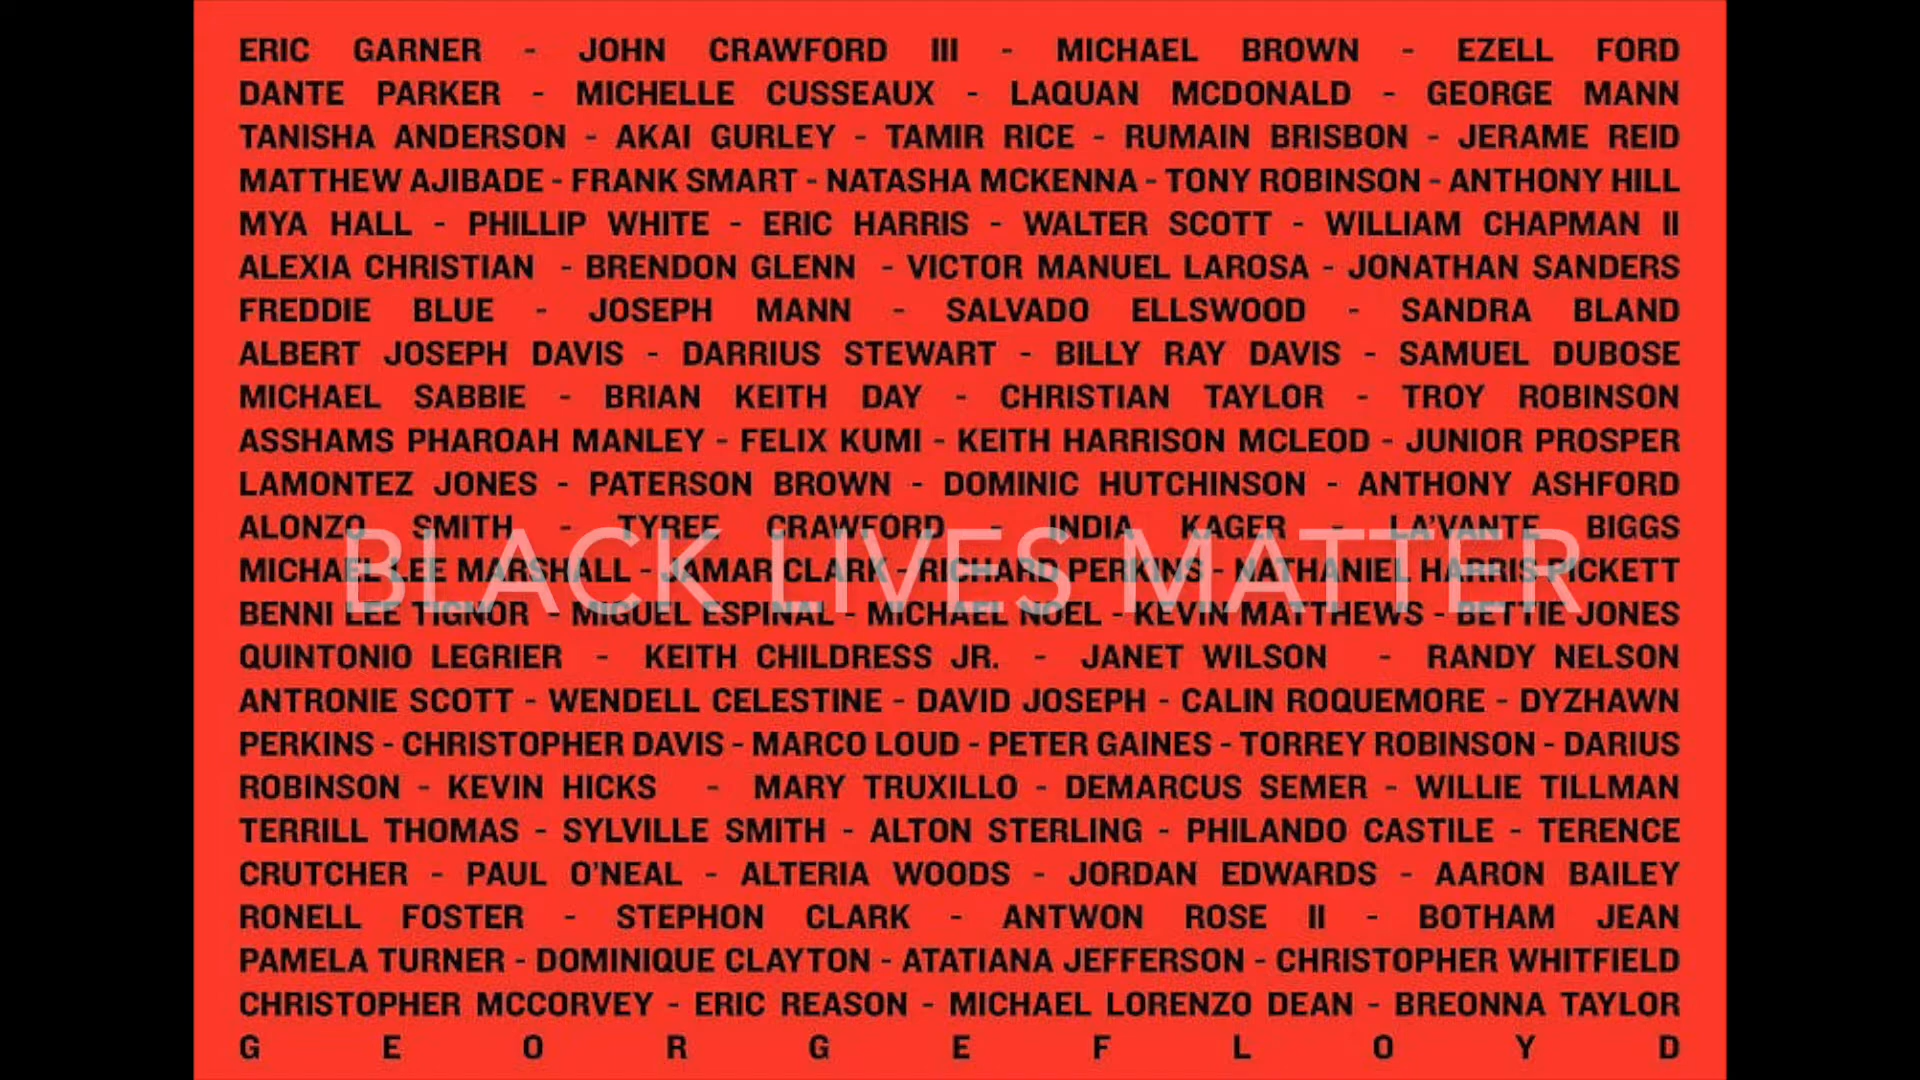 ERIC GARNER - JOHN CRAWFORD III - MICHAEL BROWN - EZELL FORD
DANTE PARKER - MICHELLE CUSSEAUX - LAQUAN MCDONALD - GEORGE MANN
TANISHA ANDERSON - AKAI GURLEY - TAMIR RICE - RUMAIN BRISBON - JERAME REID
MATTHEW AJIBADE - FRANK SMART - NATASHA MCKENNA - TONY ROBINSON - ANTHONY HILL
MYA HALL - PHILLIP WHITE - ERIC HARRIS - WALTER SCOTT - WILLIAM CHAPMAN II
ALEXIA CHRISTIAN - BRENDON GLENN - VICTOR MANUEL LAROSA - JONATHAN SANDERS
FREDDIE BLUE - JOSEPH MANN - SALVADO ELLSWOOD - SANDRA BLAND
ALBERT JOSEPH DAVIS - DARRIUS STEWART - BILLY RAY DAVIS - SAMUEL DUBOSE
MICHAEL SABBIE - BRIAN KEITH DAY - CHRISTIAN TAYLOR - TROY ROBINSON
ASSHAMS PHAROAH MANLEY - FELIX KUMI - KEITH HARRISON MCLEOD - JUNIOR PROSPER
LAMONTEZ JONES - PATERSON BROWN - DOMINIC HUTCHINSON - ANTHONY ASHFORD
ALONZO SMITH - TYREE CRAWFORD - INDIA KAGER - LA'VANTE BIGGS
BLACK LIVES MATTER
MICHAEL LEE MARSHALL - JAMAR CLARK - RICHARD PERKINS - NATHANIEL HARRIS PICKETT
BENNI LEE TIGNOR - MIGUEL ESPINAL - MICHAEL NOEL - KEVIN MATTHEWS - BETTIE JONES
QUINTONIO LEGRIER - KEITH CHILDRESS JR. - JANET WILSON - RANDY NELSON
ANTRONIE SCOTT - WENDELL CELESTINE - DAVID JOSEPH - CALIN ROQUEMORE - DYZHAWN
PERKINS - CHRISTOPHER DAVIS - MARCO LOUD - PETER GAINES - TORREY ROBINSON - DARIUS
ROBINSON - KEVIN HICKS - MARY TRUXILLO - DEMARCUS SEMER - WILLIE TILLMAN
TERRILL THOMAS - SYLVILLE SMITH - ALTON STERLING - PHILANDO CASTILE - TERENCE
CRUTCHER - PAUL O'NEAL - ALTERIA WOODS - JORDAN EDWARDS - AARON BAILEY
RONELL FOSTER - STEPHON CLARK - ANTWON ROSE II - BOTHAM JEAN
PAMELA TURNER - DOMINIQUE CLAYTON - ATATIANA JEFFERSON - CHRISTOPHER WHITFIELD
CHRISTOPHER MCCORVEY - ERIC REASON - MICHAEL LORENZO DEAN - BREONNA TAYLOR
G E O R G E F L O Y D